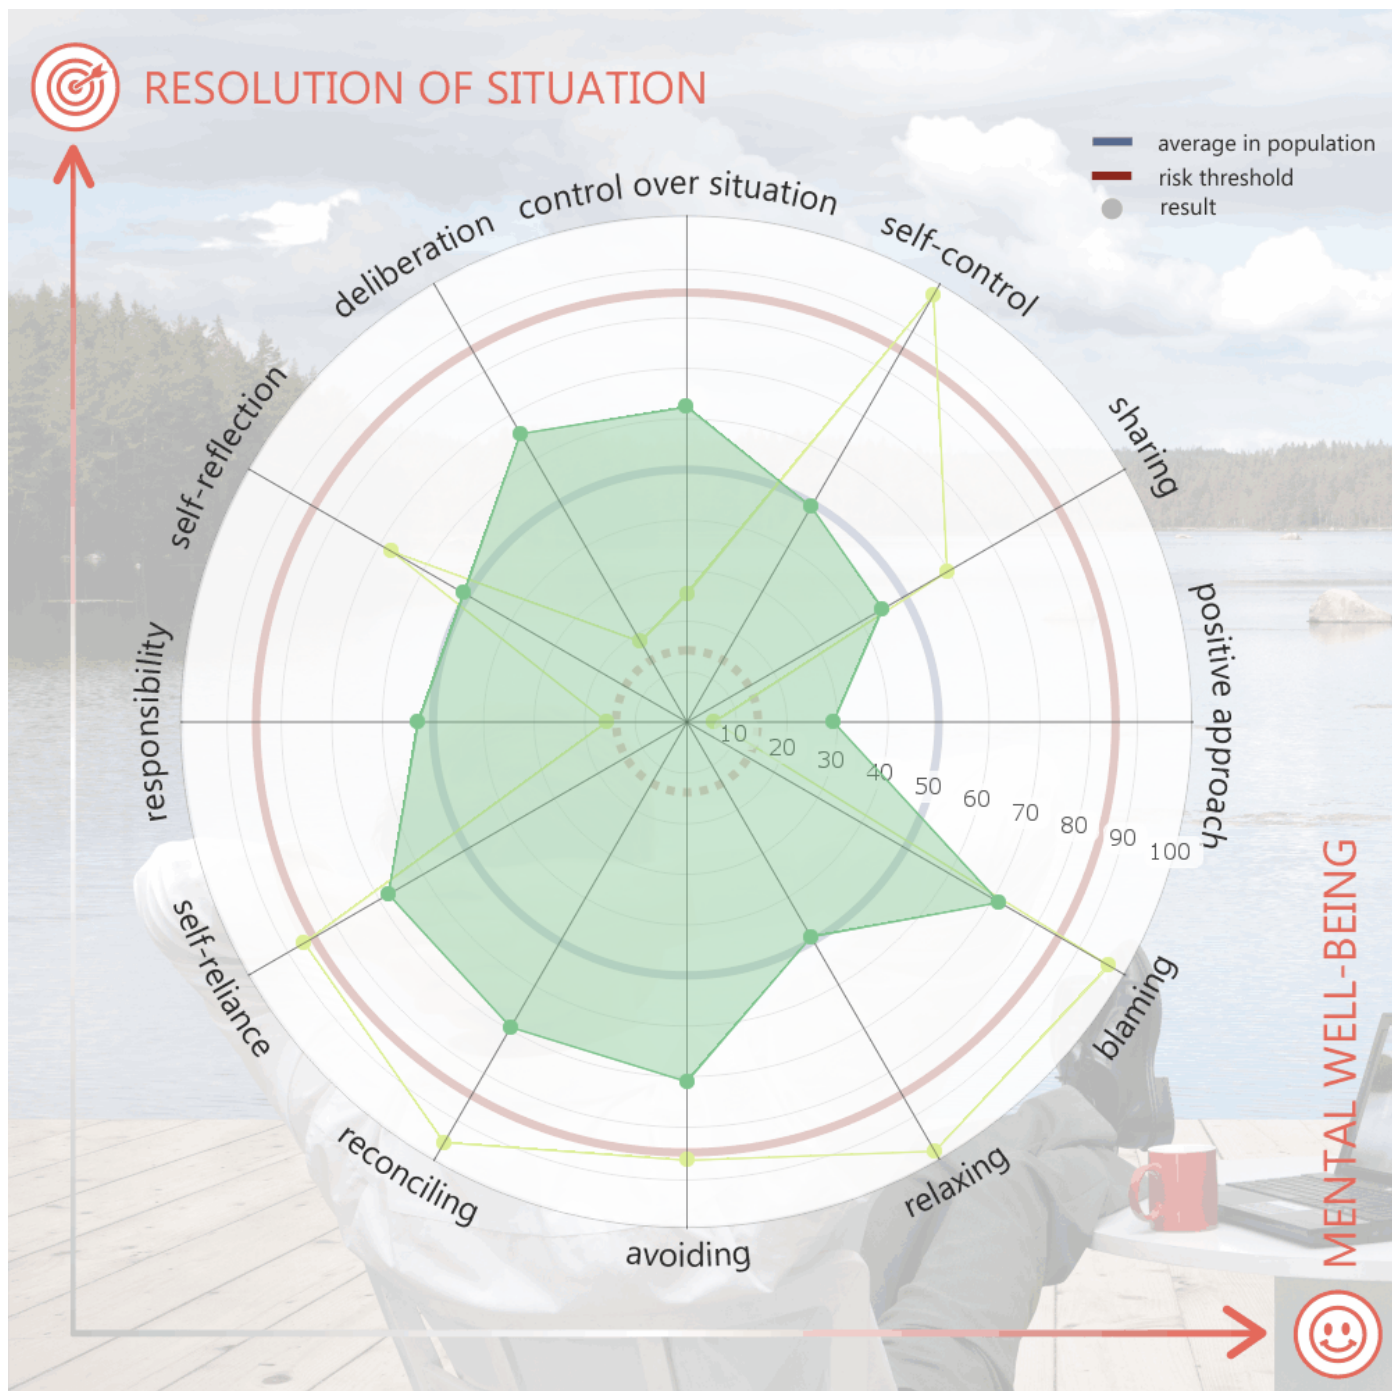 RESOLUTION OF SITUATION
average in population
risk threshold
result
control over situation
deliberation
self-control
self-reflection
sharing
responsibility
positive approach
10
20
30
40
50
60
70
80
90
100
self-reliance
blaming
reconciling
relaxing
avoiding
MENTAL WELL-BEING